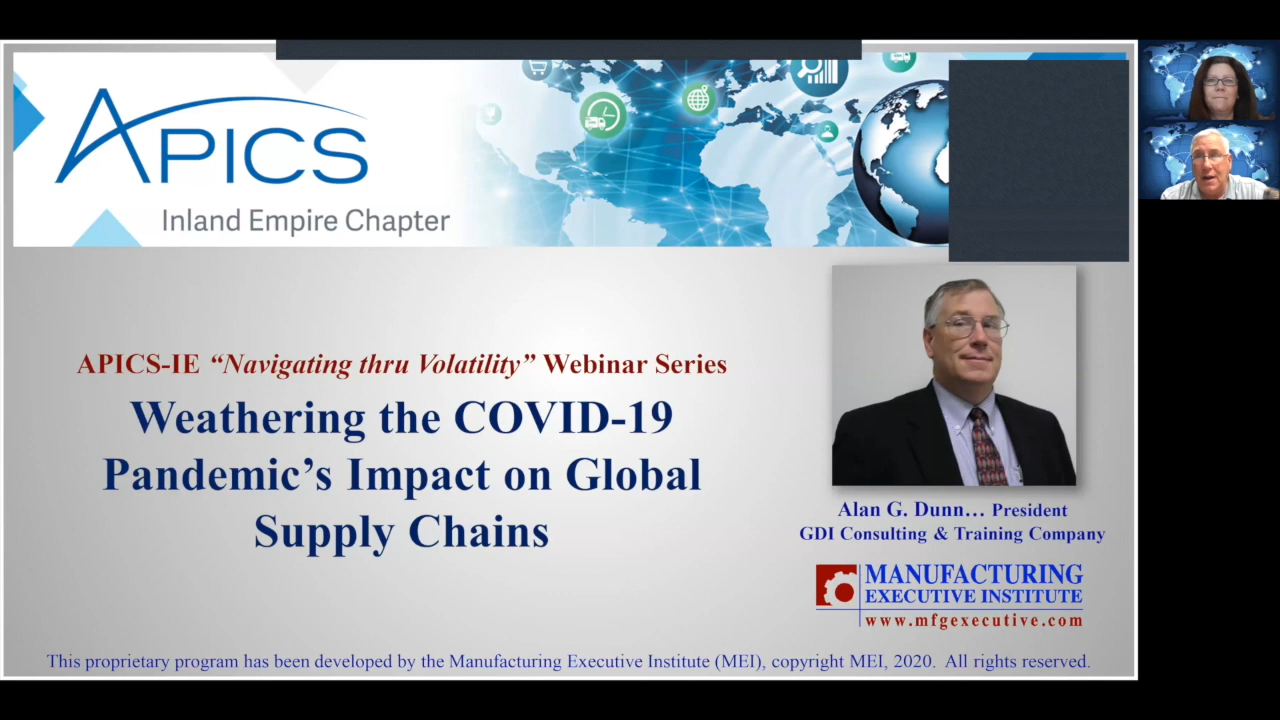 APICS
Inland Empire Chapter
APICS-IE “Navigating thru Volatility” Webinar Series
Weathering the COVID-19
Pandemic’s Impact on Global
Supply Chains
Alan G. Dunn… President
GDI Consulting & Training Company
MANUFACTURING
EXECUTIVE INSTITUTE
www.mfgexecutive.com
This proprietary program has been developed by the Manufacturing Executive Institute (MEI), copyright MEI, 2020.  All rights reserved.